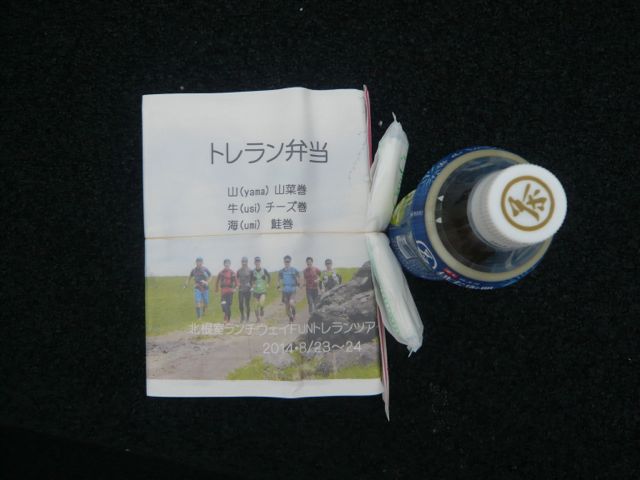 トレラン弁当
山(yama) 山菜巻
牛(usi) チーズ巻
海(umi) 鮭巻
北根室ランチウェイFUNトレランツア
2014・8/23〜24